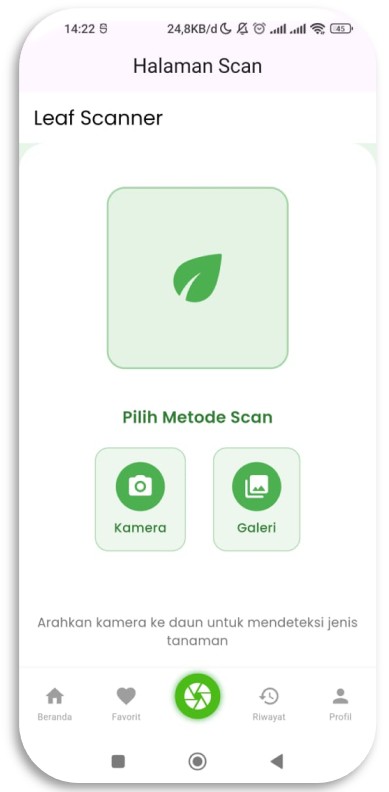 14:22 24,8KB/d 45
Halaman Scan
Leaf Scanner
Pilih Metode Scan
Kamera Galeri
Arahkan kamera ke daun untuk mendeteksi jenis
tanaman
Beranda Favorit Riwayat Profil